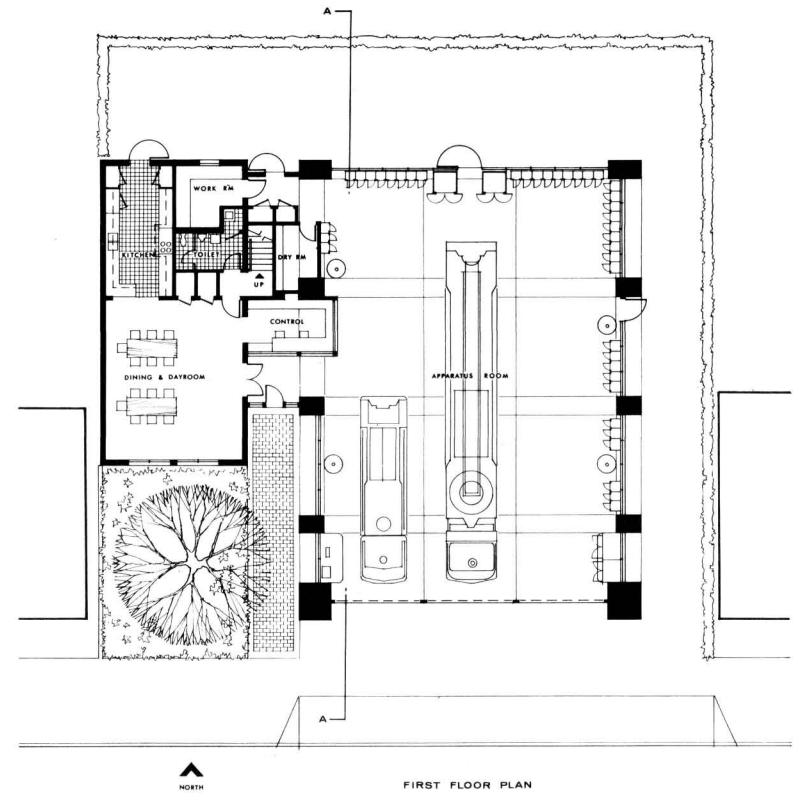 A
WORK RM
KITCHEN
TOILET
DRY RM
UP
CONTROL
DINING & DAYROOM
APPARATUS ROOM
A
NORTH
FIRST FLOOR PLAN